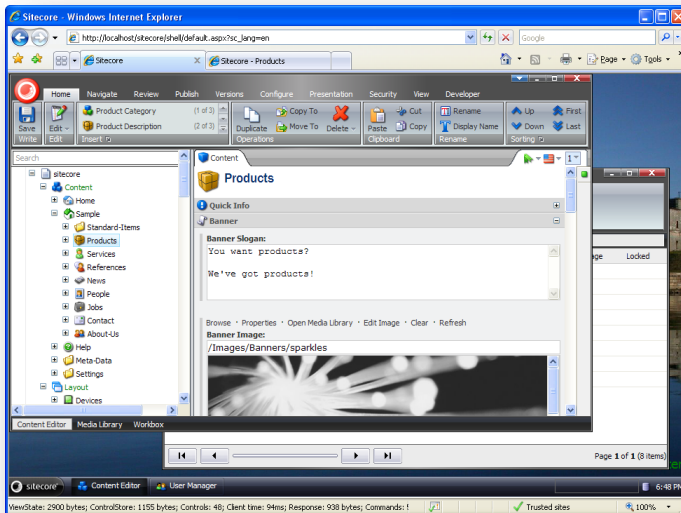 Sitecore - Windows Internet Explorer
http://localhost/sitecore/shell/default.aspx?sc_lang=en
Google
Sitecore
Sitecore - Products
Page
Tools
Home Navigate Review Publish Versions Configure Presentation Security View Developer
Save
Write
Edit
Edit
Product Category (1 of 3)
Product Description (2 of 3)
Insert
Duplicate
Copy To
Move To
Delete
Operations
Paste
Cut
Copy
Clipboard
Rename
Display Name
Rename
Up First
Down Last
Sorting
Search
sitecore
Content
Home
Sample
Standard-Items
Products
Services
References
News
People
Jobs
Contact
About-Us
Help
Meta-Data
Settings
Layout
Devices
Content
1
Products
Quick Info
Banner
Banner Slogan:
You want products?
We've got products!
Browse · Properties · Open Media Library · Edit Image · Clear · Refresh
Banner Image:
/Images/Banners/sparkles
Locked
Content Editor Media Library Workbox
Page 1 of 1 (8 items)
sitecore Content Editor User Manager 6:48 PM
ViewState: 2900 bytes; ControlStore: 1155 bytes; Controls: 48; Client time: 94ms; Response: 938 bytes; Commands: !
Trusted sites
100%